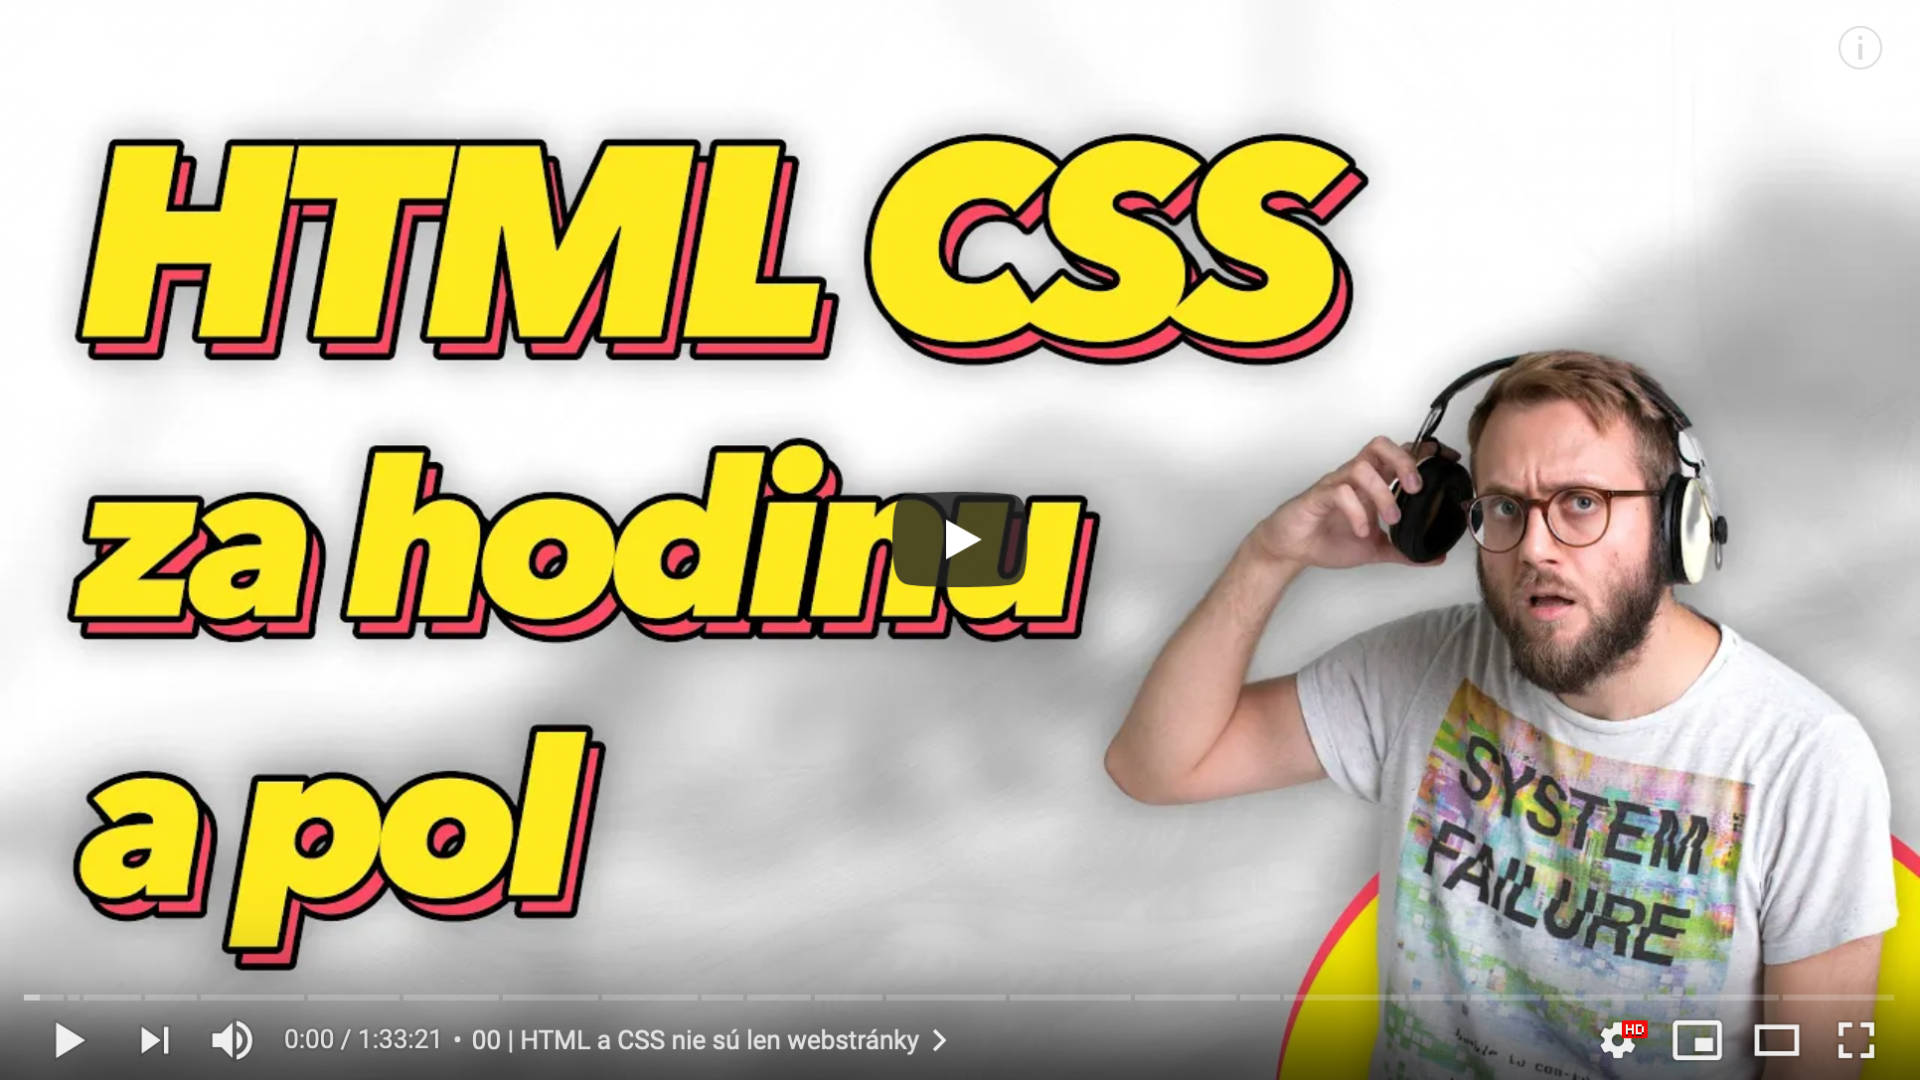 HTML CSS
za hodinu
a pol
SYSTEM
FAILURE
0:00 / 1:33:21 • 00 | HTML a CSS nie sú len webstránky
HD